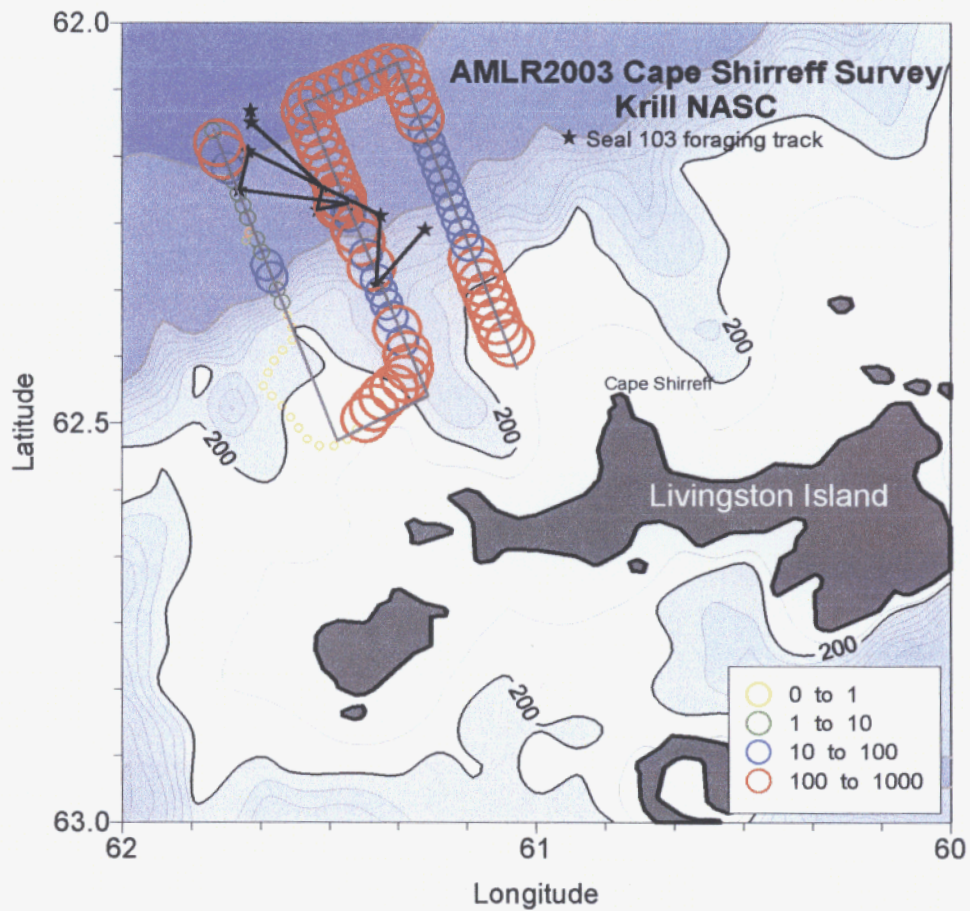 62.0
AMLR2003 Cape Shirreff Survey
Krill NASC
★ Seal 103 foraging track
200
Cape Shirreff
Latitude
62.5
200
200
Livingston Island
200
200
0 to 1
1 to 10
10 to 100
100 to 1000
63.0
62
61
60
Longitude